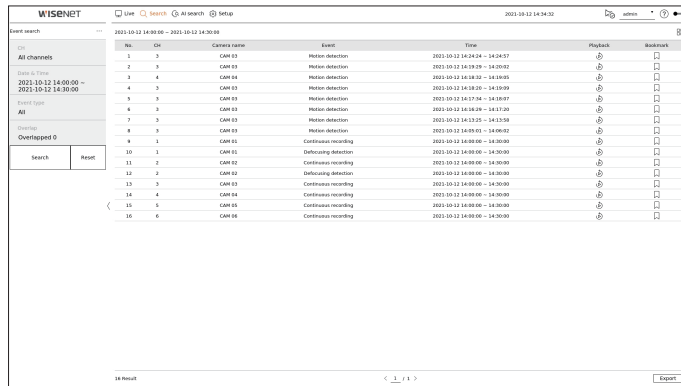 WISENET
Live Search AI search Setup 2021-10-12 14:34:32 admin ?
Event search ...
2021-10-12 14:00:00 ~ 2021-10-12 14:30:00
CH
All channels
Date & Time
2021-10-12 14:00:00 ~
2021-10-12 14:30:00
Event type
All
Overlap
Overlapped 0
Search Reset
No. CH Camera name Event Time Playback Bookmark
1 3 CAM 03 Motion detection 2021-10-12 14:24:24 ~ 14:24:57
2 3 CAM 03 Motion detection 2021-10-12 14:19:29 ~ 14:20:02
3 4 CAM 04 Motion detection 2021-10-12 14:18:32 ~ 14:19:05
4 3 CAM 03 Motion detection 2021-10-12 14:18:20 ~ 14:19:09
5 3 CAM 03 Motion detection 2021-10-12 14:17:34 ~ 14:18:07
6 3 CAM 03 Motion detection 2021-10-12 14:16:29 ~ 14:17:20
7 3 CAM 03 Motion detection 2021-10-12 14:13:25 ~ 14:13:58
8 3 CAM 03 Motion detection 2021-10-12 14:05:01 ~ 14:06:02
9 1 CAM 01 Continuous recording 2021-10-12 14:00:00 ~ 14:30:00
10 1 CAM 01 Defocusing detection 2021-10-12 14:00:00 ~ 14:30:00
11 2 CAM 02 Continuous recording 2021-10-12 14:00:00 ~ 14:30:00
12 2 CAM 02 Defocusing detection 2021-10-12 14:00:00 ~ 14:30:00
13 3 CAM 03 Continuous recording 2021-10-12 14:00:00 ~ 14:30:00
14 4 CAM 04 Continuous recording 2021-10-12 14:00:00 ~ 14:30:00
15 5 CAM 05 Continuous recording 2021-10-12 14:00:00 ~ 14:30:00
16 6 CAM 06 Continuous recording 2021-10-12 14:00:00 ~ 14:30:00
16 Result < 1 / 1 > Export